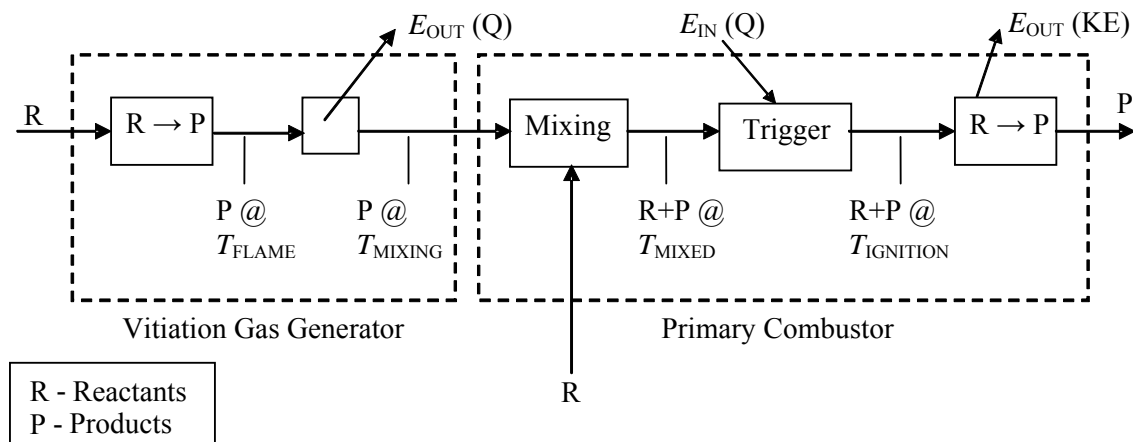 E_OUT (Q)
E_IN (Q)
E_OUT (KE)
R
R → P
Mixing
Trigger
R → P
P
P @
T_FLAME
P @
T_MIXING
R+P @
T_MIXED
R+P @
T_IGNITION
Vitiation Gas Generator
Primary Combustor
R
R - Reactants
P - Products